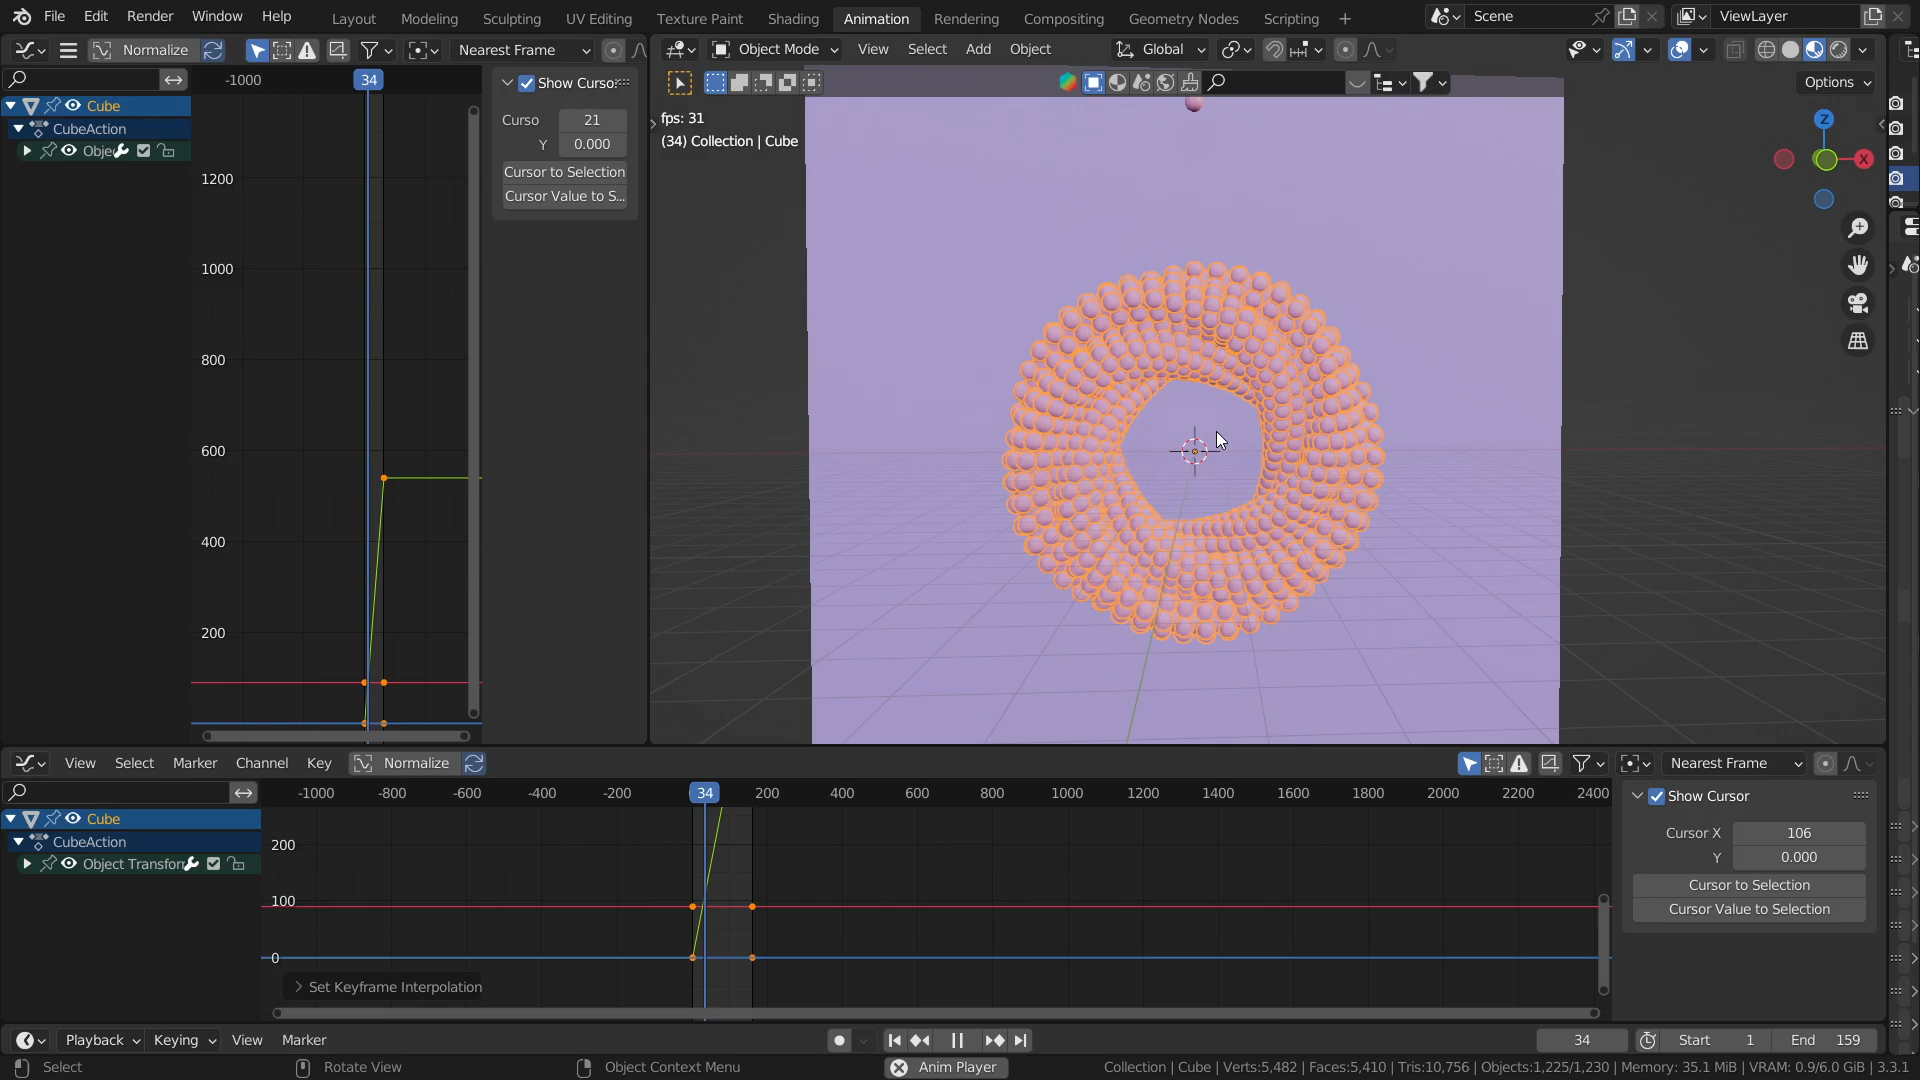 File Edit Render Window Help Layout Modeling Sculpting UV Editing Texture Paint Shading Animation Rendering Compositing Geometry Nodes Scripting Scene ViewLayer
Normalize Nearest Frame Object Mode View Select Add Object Global
-1000 34 Show Curso Options
Cube
CubeAction
Obje
Curso 21
Y 0.000
Cursor to Selection
Cursor Value to S...
fps: 31
(34) Collection | Cube
Z
X
1200
1000
800
600
400
200
View Select Marker Channel Key Normalize Nearest Frame
-1000 -800 -600 -400 -200 34 200 400 600 800 1000 1200 1400 1600 1800 2000 2200 2400
Show Cursor
Cube
CubeAction
Object Transfor
Cursor X 106
Y 0.000
Cursor to Selection
Cursor Value to Selection
200
100
0
Set Keyframe Interpolation
Playback Keying View Marker 34 Start 1 End 159
Select Rotate View Object Context Menu Anim Player Collection | Cube | Verts:5,482 | Faces:5,410 | Tris:10,756 | Objects:1,225/1,230 | Memory: 35.1 MiB | VRAM: 0.9/6.0 GiB | 3.3.1